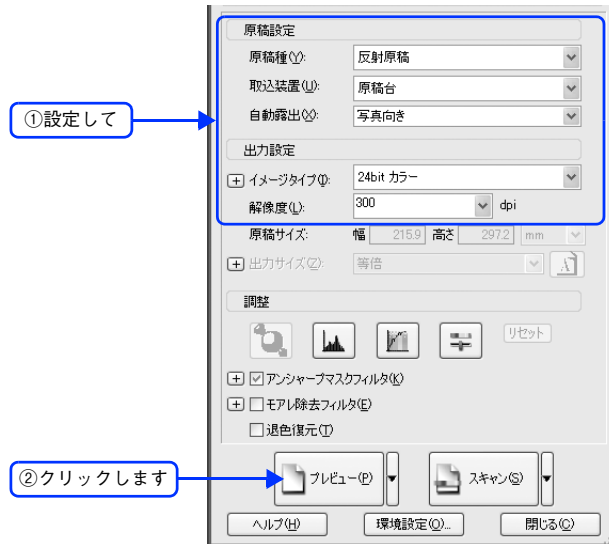 原稿設定
原稿種(Y): 反射原稿
取込装置(U): 原稿台
①設定して
自動露出(X): 写真向き
出力設定
イメージタイプ(I): 24bit カラー
解像度(L): 300 dpi
原稿サイズ: 幅 215.9 高さ 297.2 mm
出力サイズ(Z): 等倍
調整
リセット
アンシャープマスクフィルタ(K)
モアレ除去フィルタ(E)
退色復元(T)
②クリックします
プレビュー(P) スキャン(S)
ヘルプ(H) 環境設定(O)... 閉じる(C)